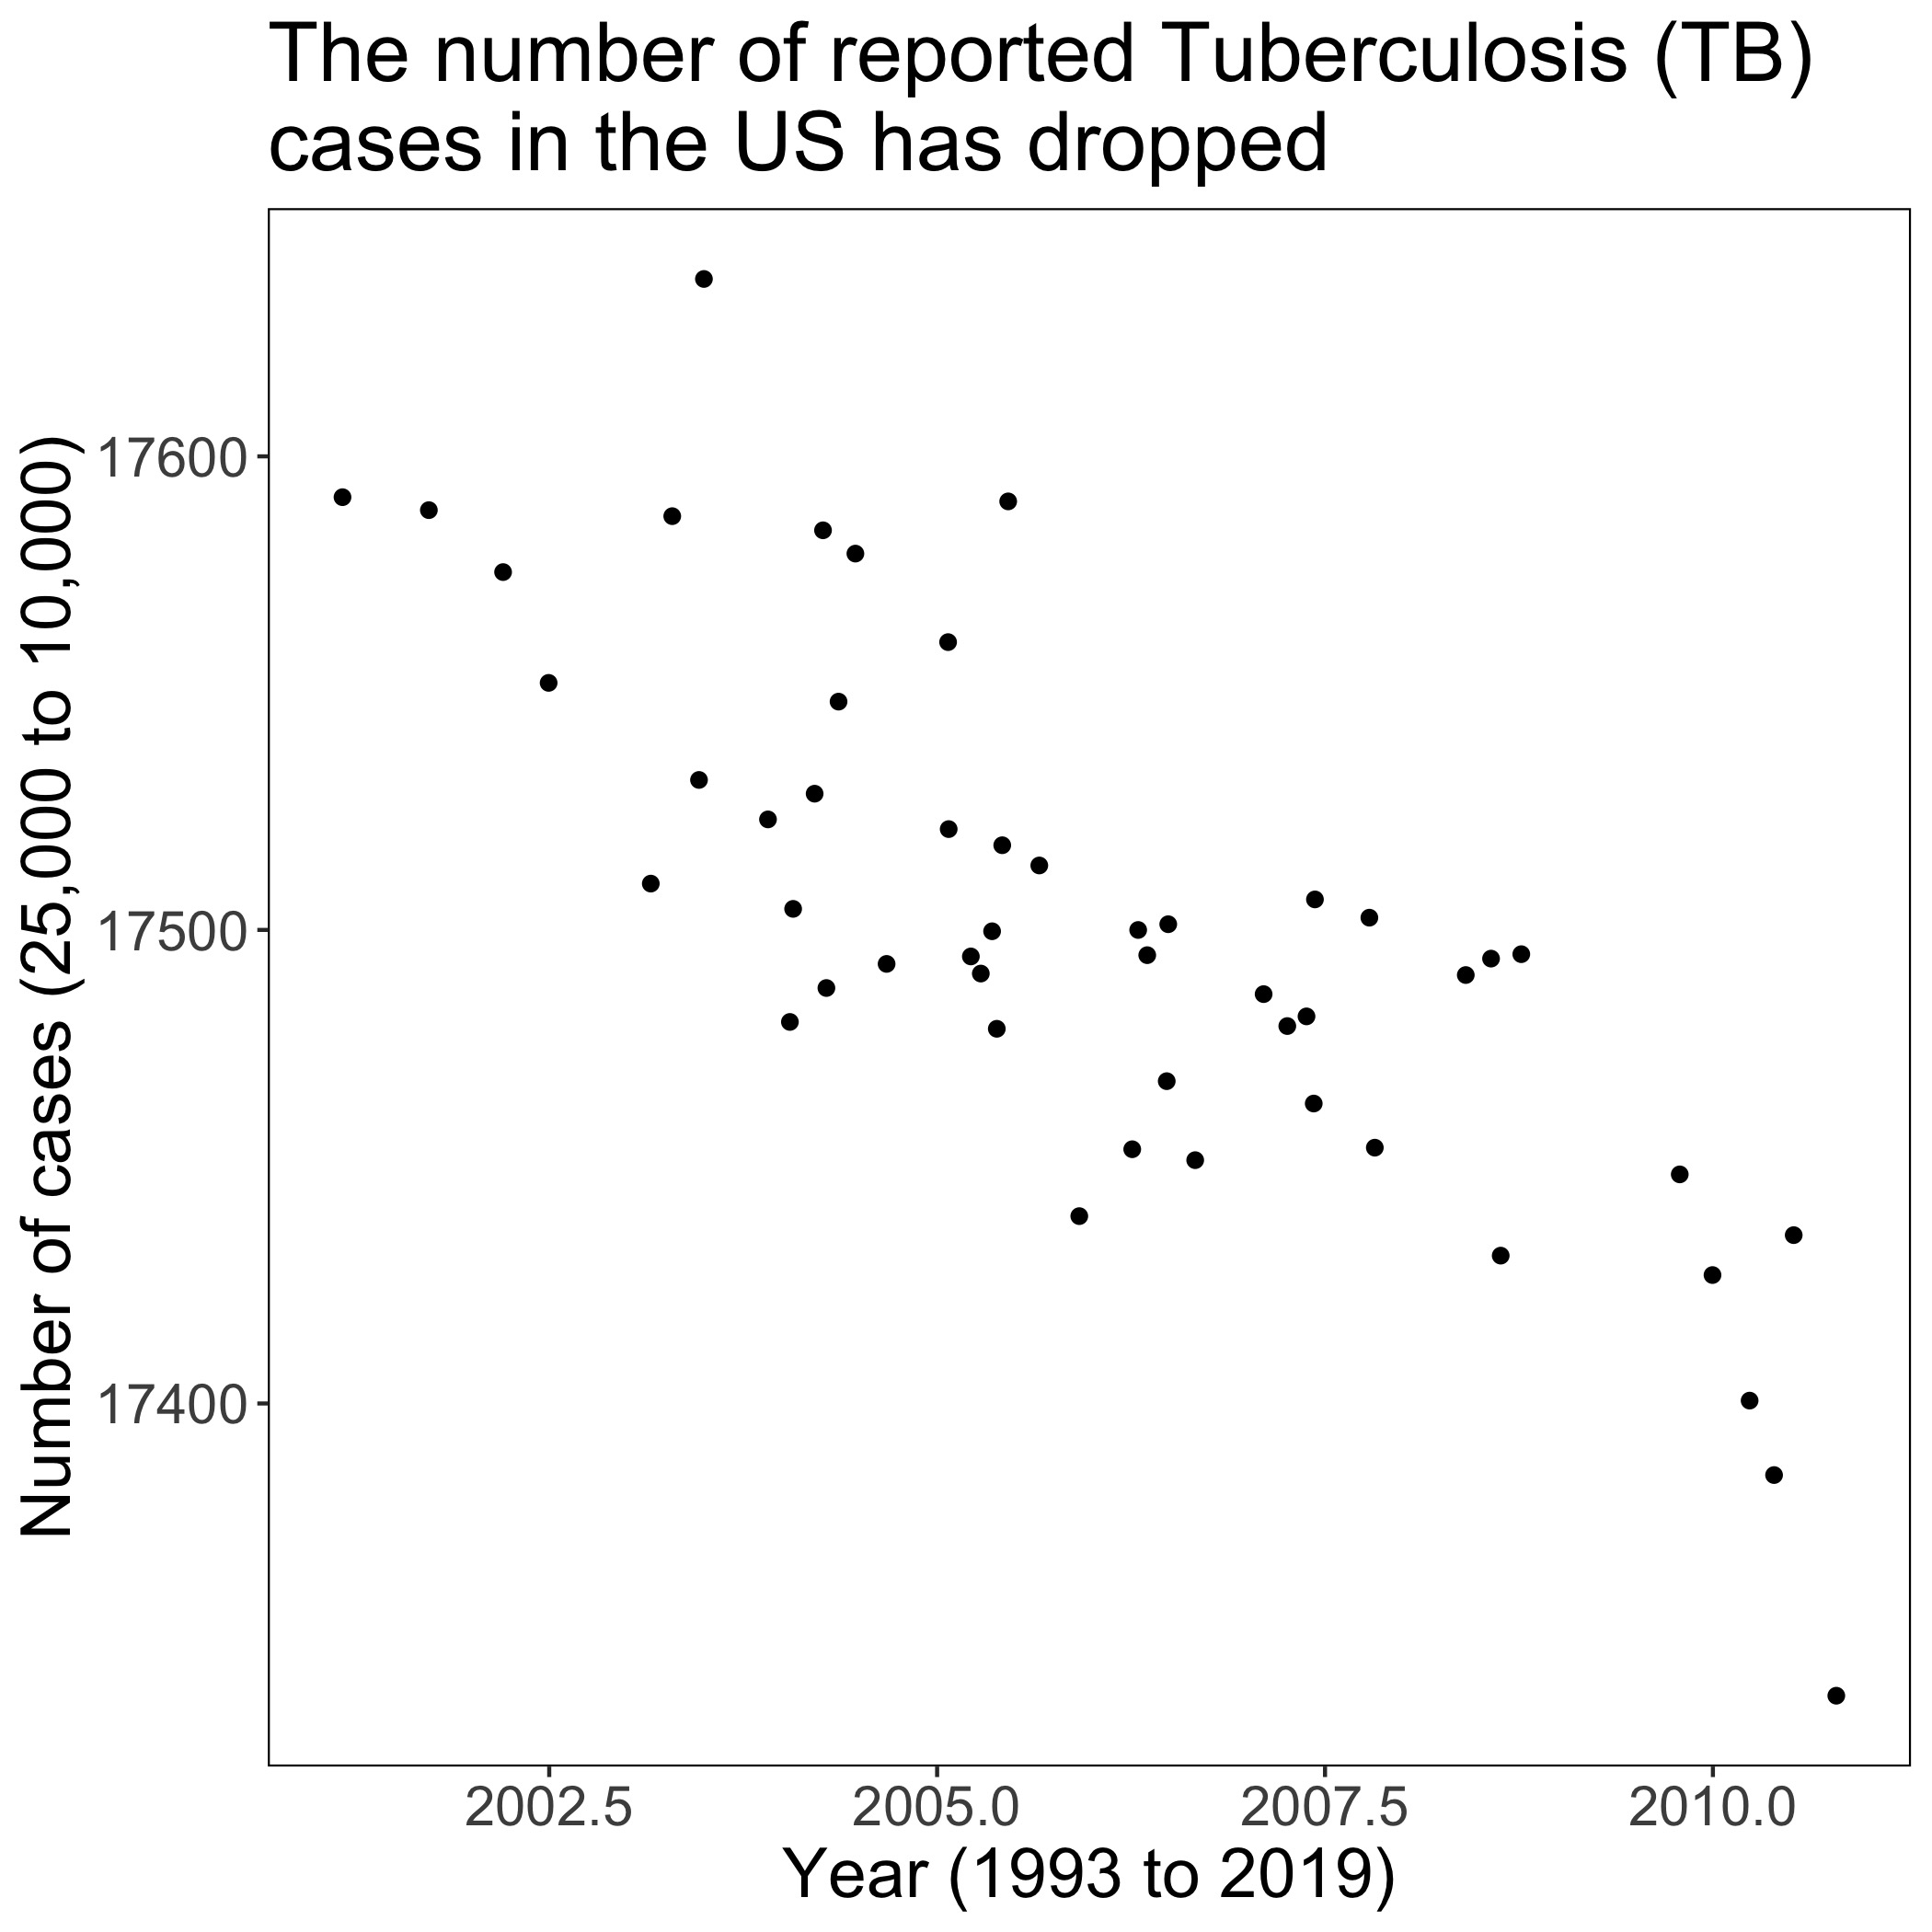 The number of reported Tuberculosis (TB)
cases in the US has dropped
Number of cases (25,000 to 10,000)
17600
17500
17400
2002.5 2005.0 2007.5 2010.0
Year (1993 to 2019)